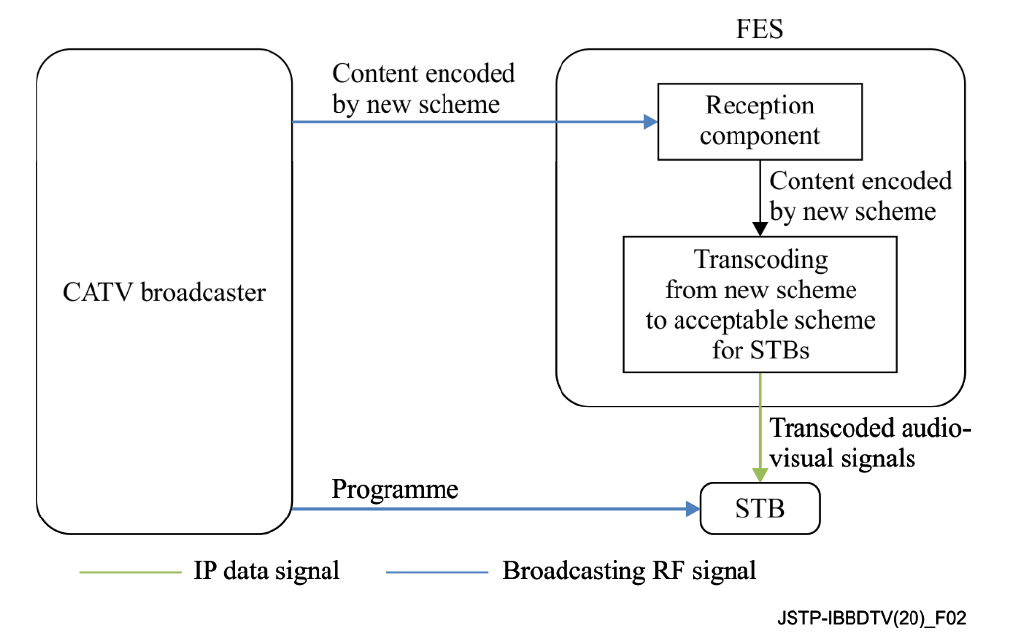 FES
Content encoded
by new scheme
Reception
component
Content encoded
by new scheme
CATV broadcaster
Transcoding
from new scheme
to acceptable scheme
for STBs
Transcoded audio-
visual signals
Programme
STB
IP data signal
Broadcasting RF signal
JSTP-IBBDTV(20)_F02